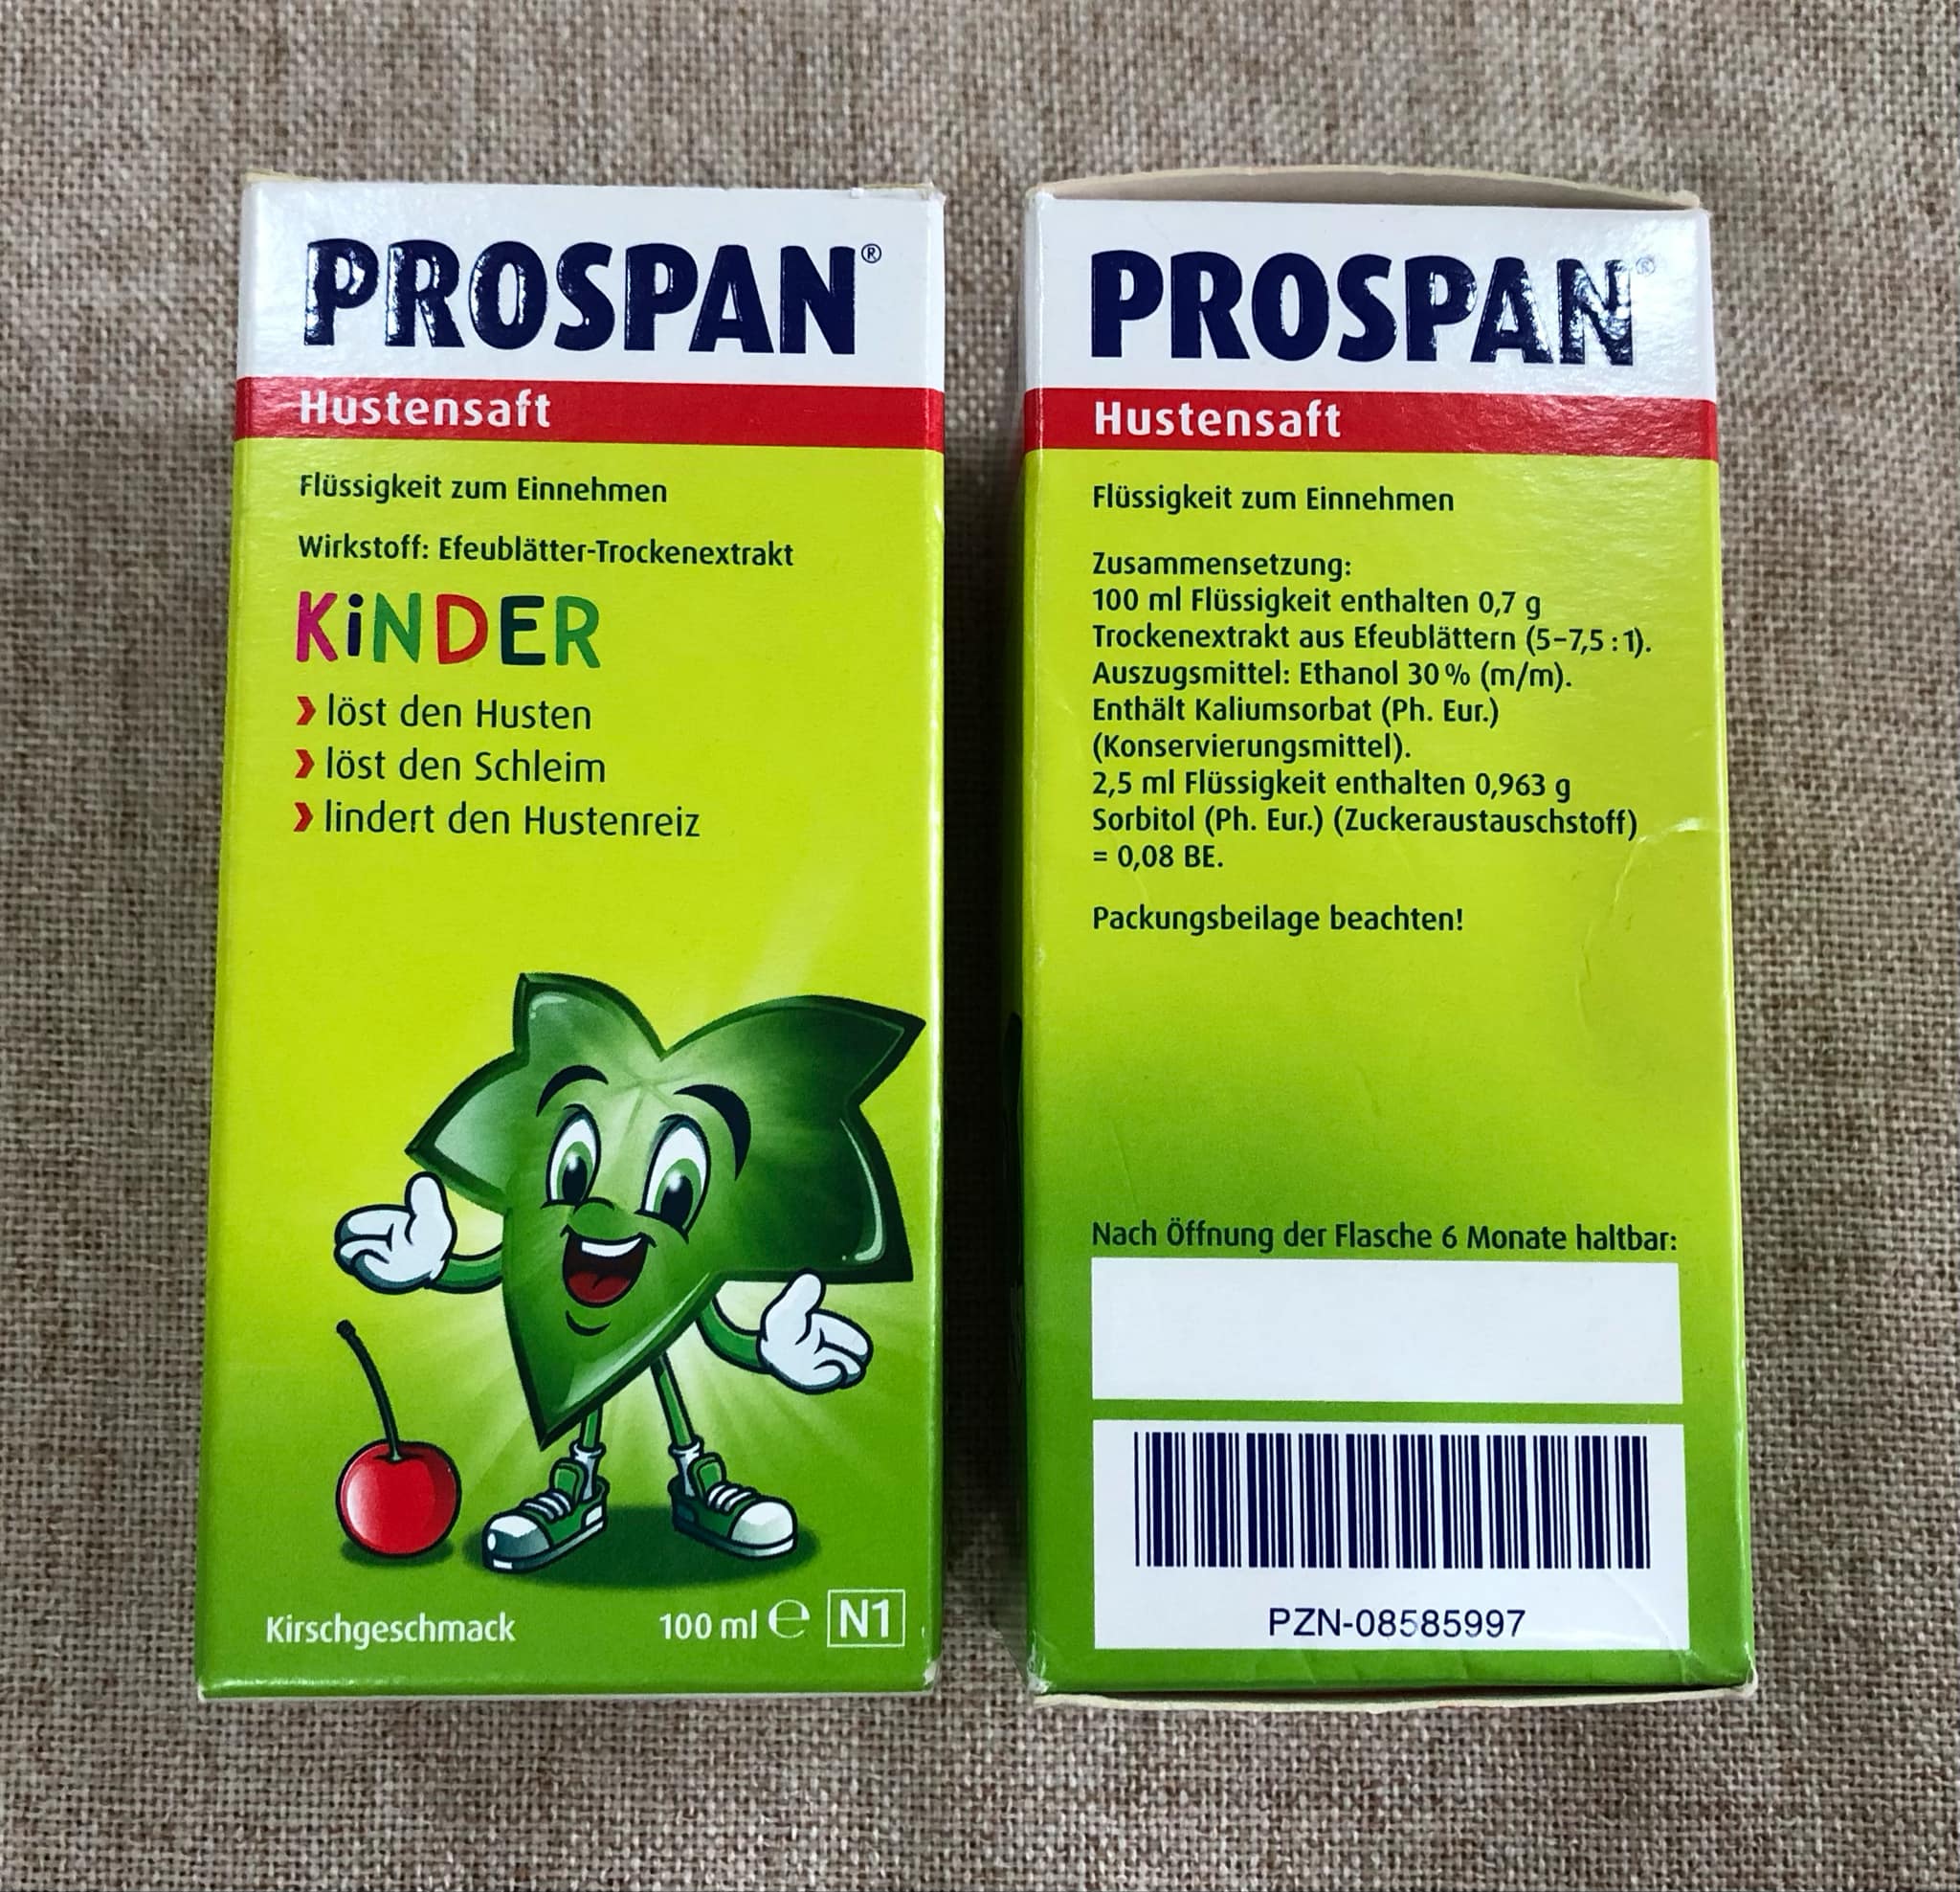 PROSPAN®
Hustensaft
Flüssigkeit zum Einnehmen
Wirkstoff: Efeublätter-Trockenextrakt
KiNDER
› löst den Husten
› löst den Schleim
› lindert den Hustenreiz
Kirschgeschmack
100 ml ℮ N1
PROSPAN®
Hustensaft
Flüssigkeit zum Einnehmen
Zusammensetzung:
100 ml Flüssigkeit enthalten 0,7 g
Trockenextrakt aus Efeublättern (5–7,5 : 1).
Auszugsmittel: Ethanol 30 % (m/m).
Enthält Kaliumsorbat (Ph. Eur.)
(Konservierungsmittel).
2,5 ml Flüssigkeit enthalten 0,963 g
Sorbitol (Ph. Eur.) (Zuckeraustauschstoff)
= 0,08 BE.
Packungsbeilage beachten!
Nach Öffnung der Flasche 6 Monate haltbar:
PZN-08585997